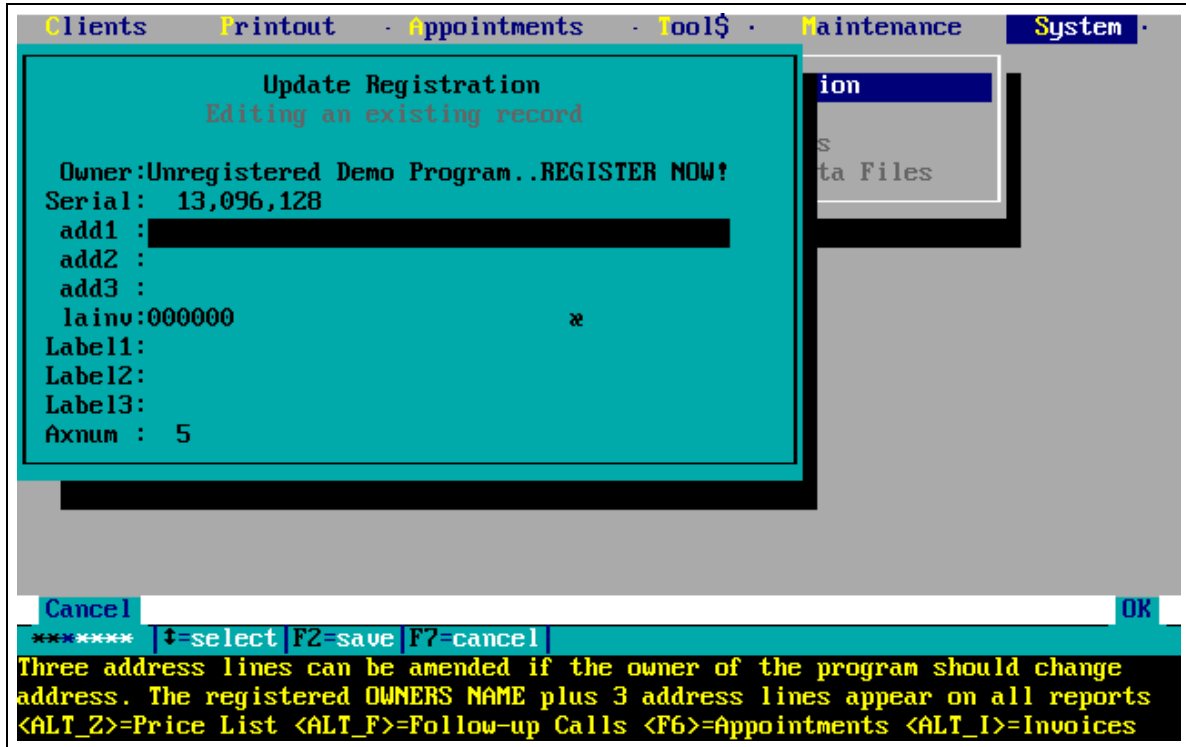 Clients Printout · Appointments · Tool$ · Maintenance System ·
Update Registration
Editing an existing record
ion
s
ta Files
Owner:Unregistered Demo Program..REGISTER NOW!
Serial: 13,096,128
add1 :
add2 :
add3 :
lainv:000000 æ
Label1:
Label2:
Label3:
Axnum : 5
Cancel OK
******* |↕=select|F2=save|F7=cancel|
Three address lines can be amended if the owner of the program should change
address. The registered OWNERS NAME plus 3 address lines appear on all reports
<ALT_Z>=Price List <ALT_F>=Follow-up Calls <F6>=Appointments <ALT_I>=Invoices